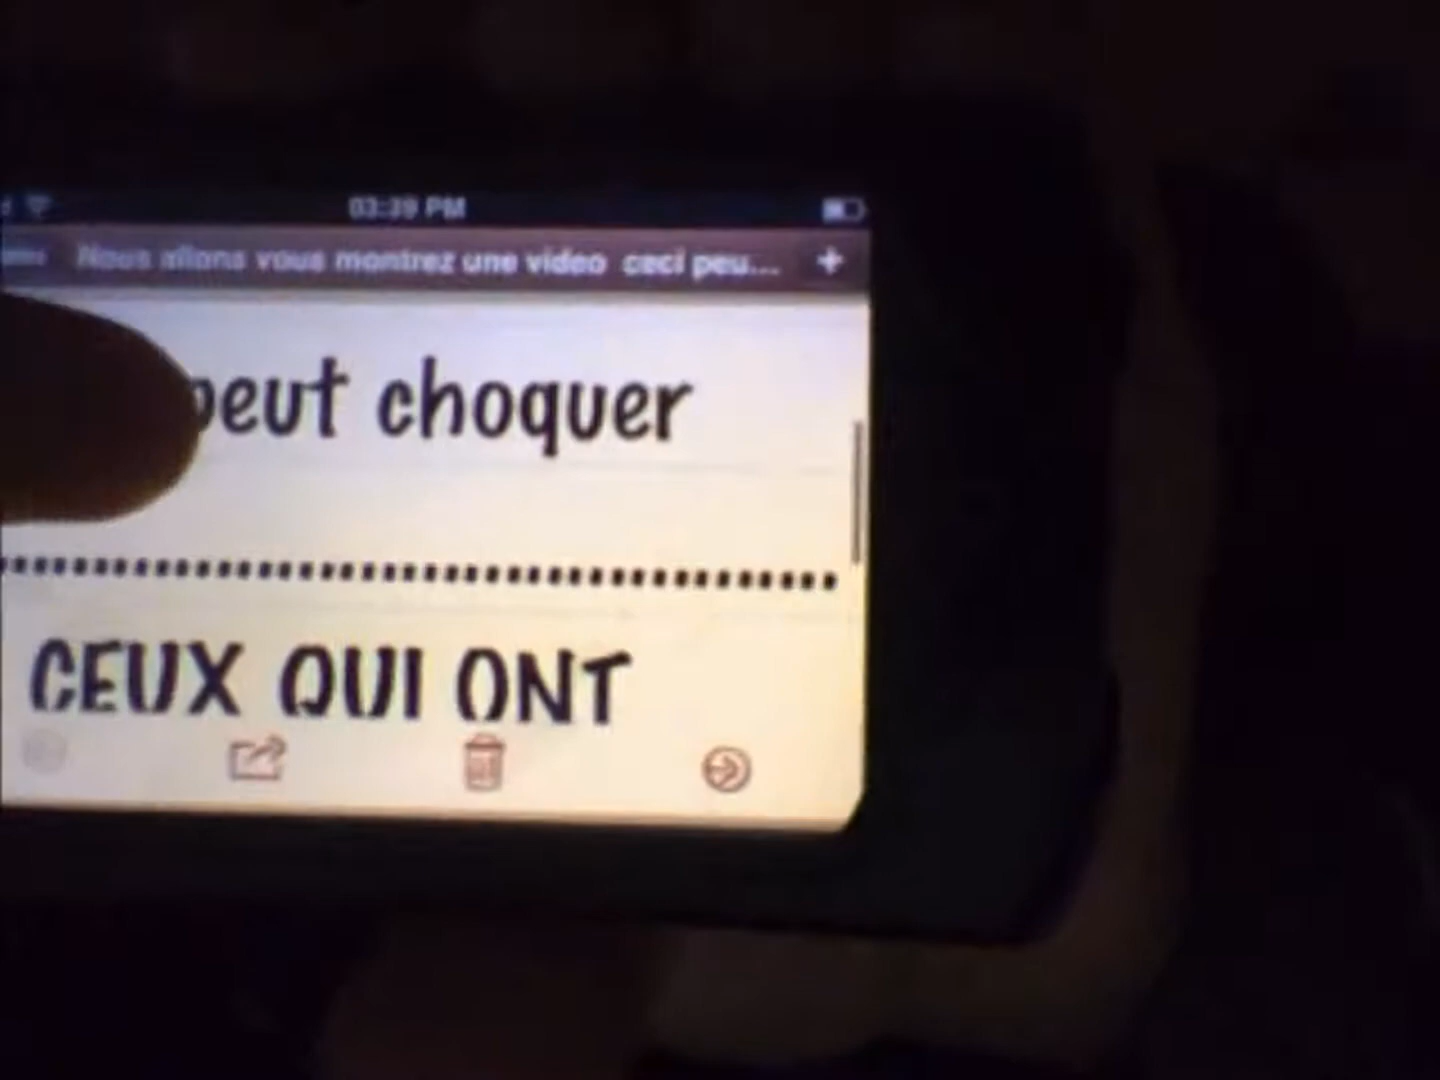 03:39 PM
Nous allons vous montrez une video ceci peu... +
peut choquer
CEUX QUI ONT